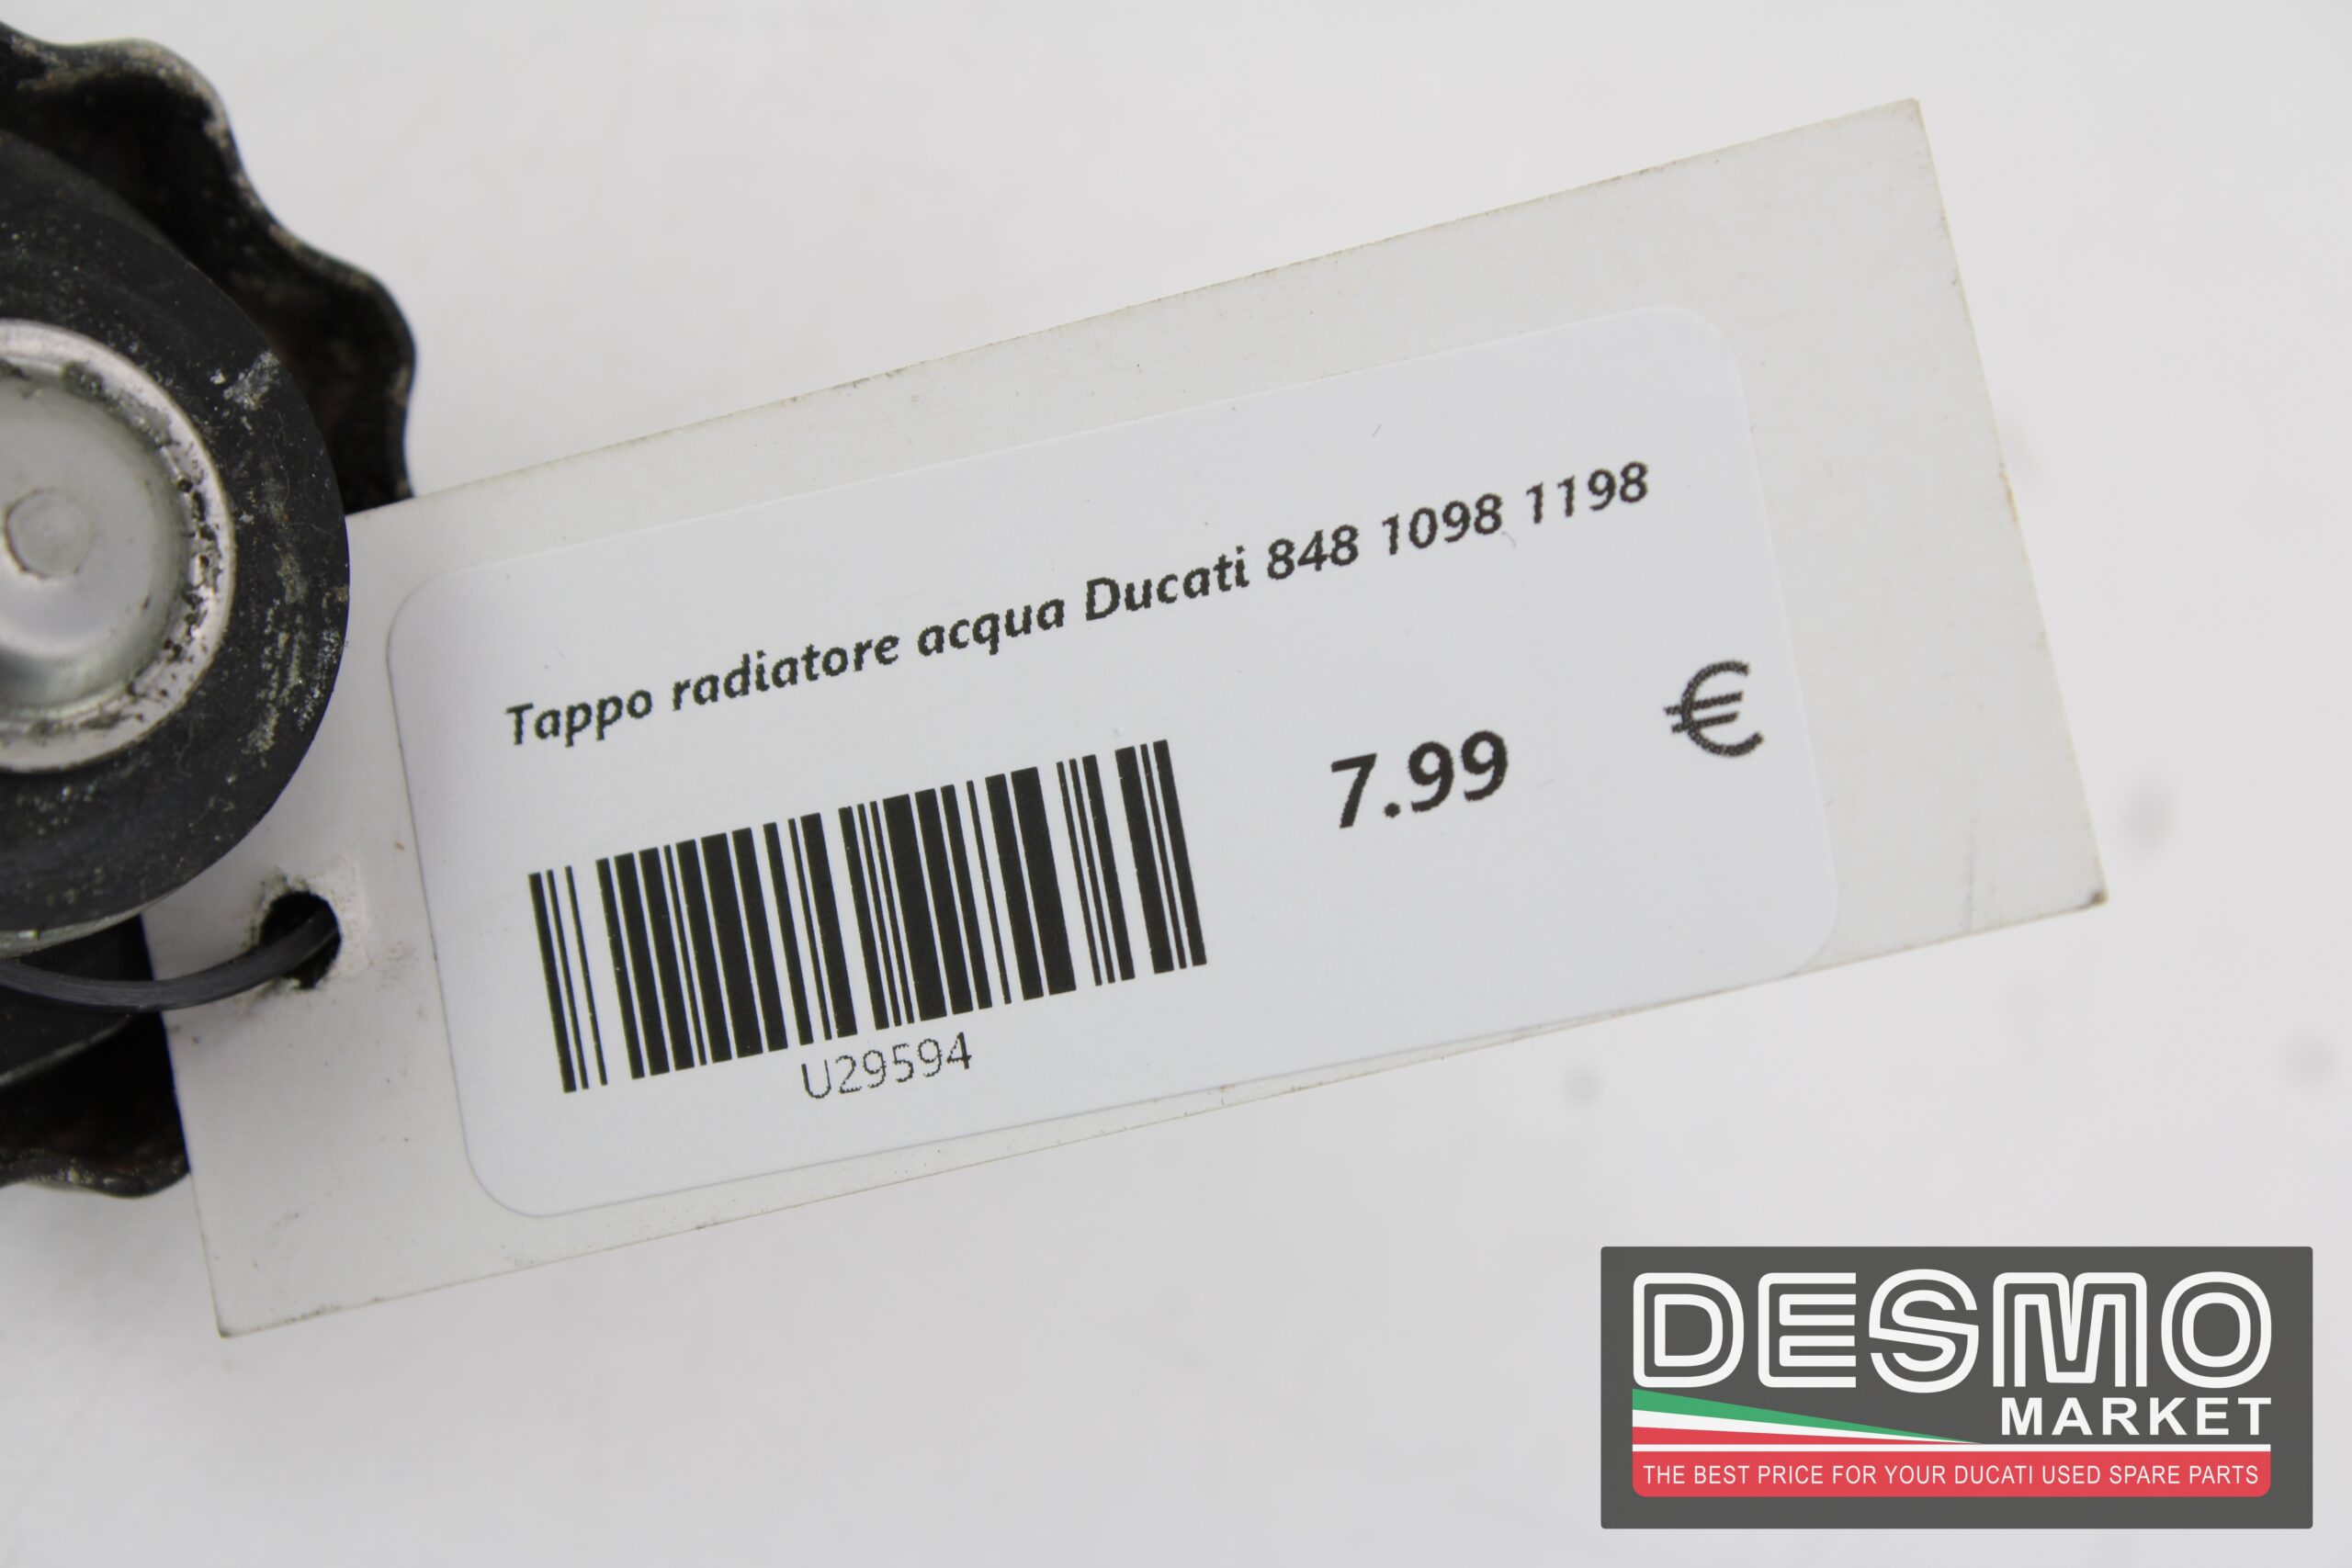 Tappo radiatore acqua Ducati 848 1098 1198
7.99 €
U29594
DESMO
MARKET
THE BEST PRICE FOR YOUR DUCATI USED SPARE PARTS